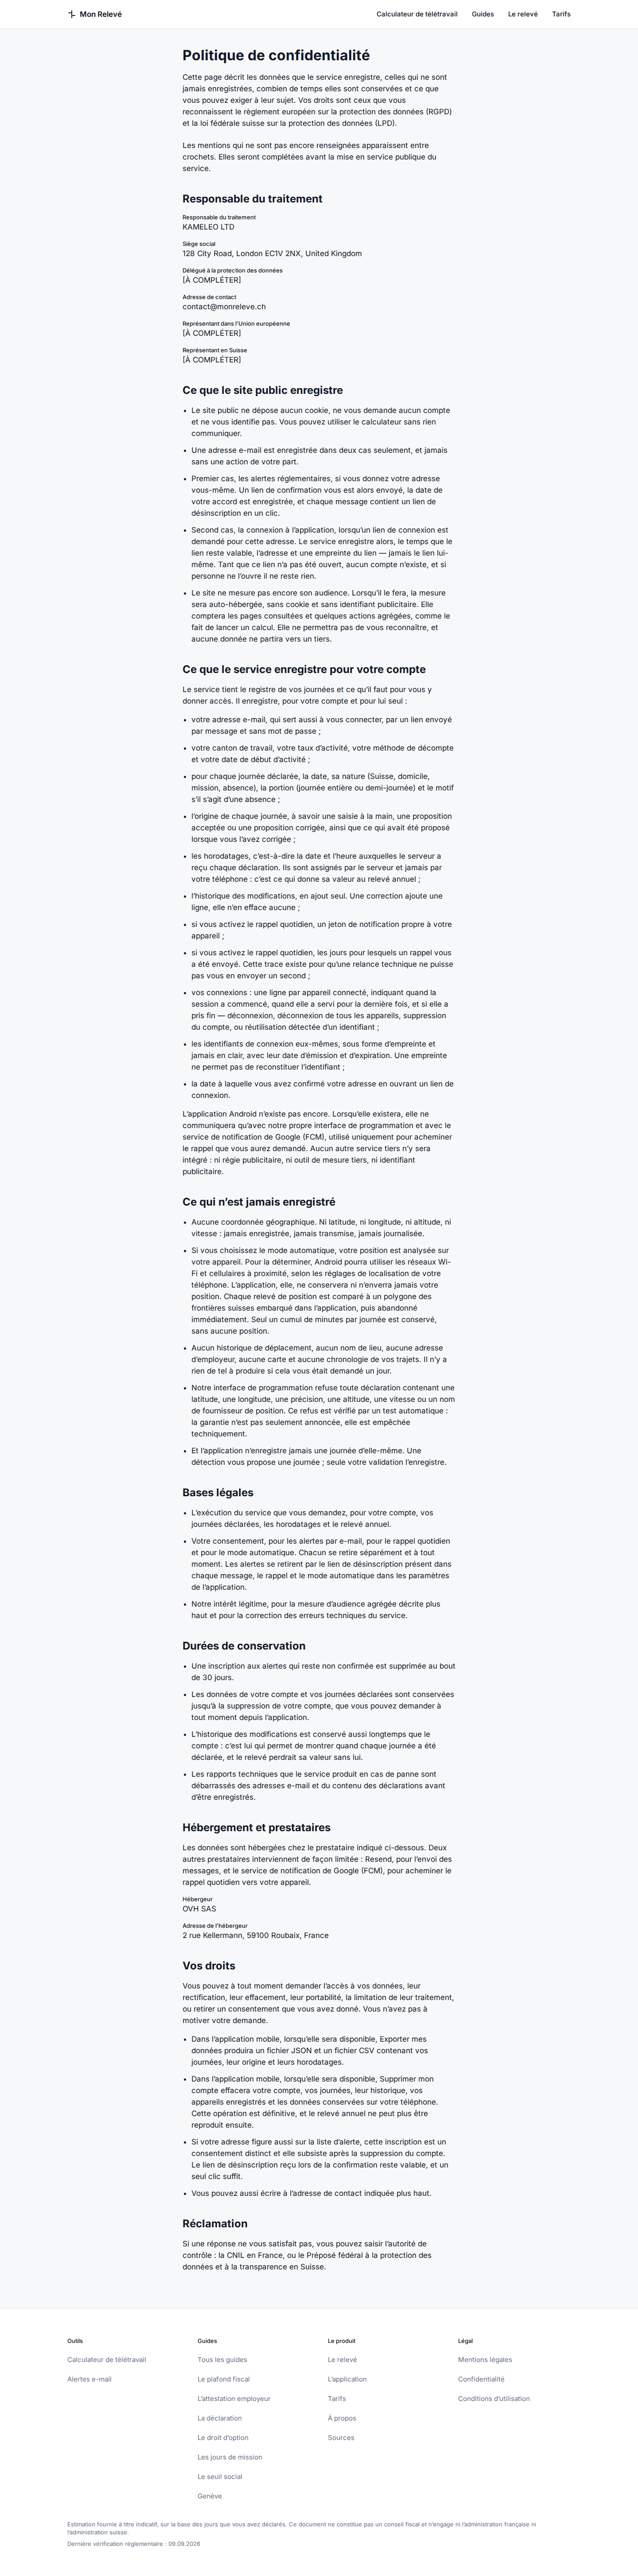 Mon Relevé
Calculateur de télétravail
Guides
Le relevé
Tarifs
Politique de confidentialité
Cette page décrit les données que le service enregistre, celles qui ne sont
jamais enregistrées, combien de temps elles sont conservées et ce que
vous pouvez exiger à leur sujet. Vos droits sont ceux que vous
reconnaissent le règlement européen sur la protection des données (RGPD)
et la loi fédérale suisse sur la protection des données (LPD).
Les mentions qui ne sont pas encore renseignées apparaissent entre
crochets. Elles seront complétées avant la mise en service publique du
service.
Responsable du traitement
Responsable du traitement
KAMELEO LTD
Siège social
128 City Road, London EC1V 2NX, United Kingdom
Délégué à la protection des données
[À COMPLÉTER]
Adresse de contact
contact@monreleve.ch
Représentant dans l’Union européenne
[À COMPLÉTER]
Représentant en Suisse
[À COMPLÉTER]
Ce que le site public enregistre
• Le site public ne dépose aucun cookie, ne vous demande aucun compte
et ne vous identifie pas. Vous pouvez utiliser le calculateur sans rien
communiquer.
• Une adresse e-mail est enregistrée dans deux cas seulement, et jamais
sans une action de votre part.
• Premier cas, les alertes réglementaires, si vous donnez votre adresse
vous-même. Un lien de confirmation vous est alors envoyé, la date de
votre accord est enregistrée, et chaque message contient un lien de
désinscription en un clic.
• Second cas, la connexion à l’application, lorsqu’un lien de connexion est
demandé pour cette adresse. Le service enregistre alors, le temps que le
lien reste valable, l’adresse et une empreinte du lien — jamais le lien lui-
même. Tant que ce lien n’a pas été ouvert, aucun compte n’existe, et si
personne ne l’ouvre il ne reste rien.
• Le site ne mesure pas encore son audience. Lorsqu’il le fera, la mesure
sera auto-hébergée, sans cookie et sans identifiant publicitaire. Elle
comptera les pages consultées et quelques actions agrégées, comme le
fait de lancer un calcul. Elle ne permettra pas de vous reconnaître, et
aucune donnée ne partira vers un tiers.
Ce que le service enregistre pour votre compte
Le service tient le registre de vos journées et ce qu’il faut pour vous y
donner accès. Il enregistre, pour votre compte et pour lui seul :
• votre adresse e-mail, qui sert aussi à vous connecter, par un lien envoyé
par message et sans mot de passe ;
• votre canton de travail, votre taux d’activité, votre méthode de décompte
et votre date de début d’activité ;
• pour chaque journée déclarée, la date, sa nature (Suisse, domicile,
mission, absence), la portion (journée entière ou demi-journée) et le motif
s’il s’agit d’une absence ;
• l’origine de chaque journée, à savoir une saisie à la main, une proposition
acceptée ou une proposition corrigée, ainsi que ce qui avait été proposé
lorsque vous l’avez corrigée ;
• les horodatages, c’est-à-dire la date et l’heure auxquelles le serveur a
reçu chaque déclaration. Ils sont assignés par le serveur et jamais par
votre téléphone : c’est ce qui donne sa valeur au relevé annuel ;
• l’historique des modifications, en ajout seul. Une correction ajoute une
ligne, elle n’en efface aucune ;
• si vous activez le rappel quotidien, un jeton de notification propre à votre
appareil ;
• si vous activez le rappel quotidien, les jours pour lesquels un rappel vous
a été envoyé. Cette trace existe pour qu’une relance technique ne puisse
pas vous en envoyer un second ;
• vos connexions : une ligne par appareil connecté, indiquant quand la
session a commencé, quand elle a servi pour la dernière fois, et si elle a
pris fin — déconnexion, déconnexion de tous les appareils, suppression
du compte, ou réutilisation détectée d’un identifiant ;
• les identifiants de connexion eux-mêmes, sous forme d’empreinte et
jamais en clair, avec leur date d’émission et d’expiration. Une empreinte
ne permet pas de reconstituer l’identifiant ;
• la date à laquelle vous avez confirmé votre adresse en ouvrant un lien de
connexion.
L’application Android n’existe pas encore. Lorsqu’elle existera, elle ne
communiquera qu’avec notre propre interface de programmation et avec le
service de notification de Google (FCM), utilisé uniquement pour acheminer
le rappel que vous aurez demandé. Aucun autre service tiers n’y sera
intégré : ni régie publicitaire, ni outil de mesure tiers, ni identifiant
publicitaire.
Ce qui n’est jamais enregistré
• Aucune coordonnée géographique. Ni latitude, ni longitude, ni altitude, ni
vitesse : jamais enregistrée, jamais transmise, jamais journalisée.
• Si vous choisissez le mode automatique, votre position est analysée sur
votre appareil. Pour la déterminer, Android pourra utiliser les réseaux Wi-
Fi et cellulaires à proximité, selon les réglages de localisation de votre
téléphone. L’application, elle, ne conservera ni n’enverra jamais votre
position. Chaque relevé de position est comparé à un polygone des
frontières suisses embarqué dans l’application, puis abandonné
immédiatement. Seul un cumul de minutes par journée est conservé,
sans aucune position.
• Aucun historique de déplacement, aucun nom de lieu, aucune adresse
d’employeur, aucune carte et aucune chronologie de vos trajets. Il n’y a
rien de tel à produire si cela vous était demandé un jour.
• Notre interface de programmation refuse toute déclaration contenant une
latitude, une longitude, une précision, une altitude, une vitesse ou un nom
de fournisseur de position. Ce refus est vérifié par un test automatique :
la garantie n’est pas seulement annoncée, elle est empêchée
techniquement.
• Et l’application n’enregistre jamais une journée d’elle-même. Une
détection vous propose une journée ; seule votre validation l’enregistre.
Bases légales
• L’exécution du service que vous demandez, pour votre compte, vos
journées déclarées, les horodatages et le relevé annuel.
• Votre consentement, pour les alertes par e-mail, pour le rappel quotidien
et pour le mode automatique. Chacun se retire séparément et à tout
moment. Les alertes se retirent par le lien de désinscription présent dans
chaque message, le rappel et le mode automatique dans les paramètres
de l’application.
• Notre intérêt légitime, pour la mesure d’audience agrégée décrite plus
haut et pour la correction des erreurs techniques du service.
Durées de conservation
• Une inscription aux alertes qui reste non confirmée est supprimée au bout
de 30 jours.
• Les données de votre compte et vos journées déclarées sont conservées
jusqu’à la suppression de votre compte, que vous pouvez demander à
tout moment depuis l’application.
• L’historique des modifications est conservé aussi longtemps que le
compte : c’est lui qui permet de montrer quand chaque journée a été
déclarée, et le relevé perdrait sa valeur sans lui.
• Les rapports techniques que le service produit en cas de panne sont
débarrassés des adresses e-mail et du contenu des déclarations avant
d’être enregistrés.
Hébergement et prestataires
Les données sont hébergées chez le prestataire indiqué ci-dessous. Deux
autres prestataires interviennent de façon limitée : Resend, pour l’envoi des
messages, et le service de notification de Google (FCM), pour acheminer le
rappel quotidien vers votre appareil.
Hébergeur
OVH SAS
Adresse de l’hébergeur
2 rue Kellermann, 59100 Roubaix, France
Vos droits
Vous pouvez à tout moment demander l’accès à vos données, leur
rectification, leur effacement, leur portabilité, la limitation de leur traitement,
ou retirer un consentement que vous avez donné. Vous n’avez pas à
motiver votre demande.
• Dans l’application mobile, lorsqu’elle sera disponible, Exporter mes
données produira un fichier JSON et un fichier CSV contenant vos
journées, leur origine et leurs horodatages.
• Dans l’application mobile, lorsqu’elle sera disponible, Supprimer mon
compte effacera votre compte, vos journées, leur historique, vos
appareils enregistrés et les données conservées sur votre téléphone.
Cette opération est définitive, et le relevé annuel ne peut plus être
reproduit ensuite.
• Si votre adresse figure aussi sur la liste d’alerte, cette inscription est un
consentement distinct et elle subsiste après la suppression du compte.
Le lien de désinscription reçu lors de la confirmation reste valable, et un
seul clic suffit.
• Vous pouvez aussi écrire à l’adresse de contact indiquée plus haut.
Réclamation
Si une réponse ne vous satisfait pas, vous pouvez saisir l’autorité de
contrôle : la CNIL en France, ou le Préposé fédéral à la protection des
données et à la transparence en Suisse.
Outils
Calculateur de télétravail
Alertes e-mail
Guides
Tous les guides
Le plafond fiscal
L’attestation employeur
La déclaration
Le droit d’option
Les jours de mission
Le seuil social
Genève
Le produit
Le relevé
L’application
Tarifs
À propos
Sources
Légal
Mentions légales
Confidentialité
Conditions d’utilisation
Estimation fournie à titre indicatif, sur la base des jours que vous avez déclarés. Ce document ne constitue pas un conseil fiscal et n’engage ni l’administration française ni
l’administration suisse.
Dernière vérification réglementaire : 09.09.2026